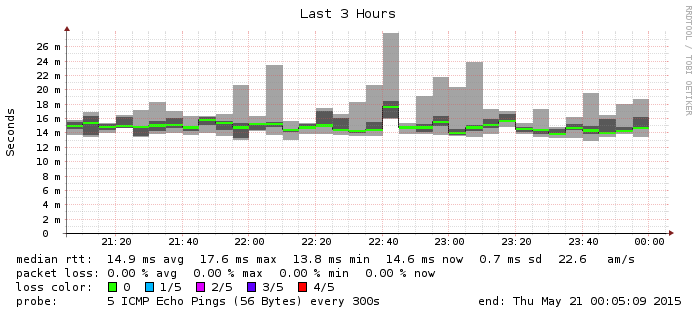 Last 3 Hours
RRDTOOL / TOBI OETIKER
Seconds
26 m
24 m
22 m
20 m
18 m
16 m
14 m
12 m
10 m
8 m
6 m
4 m
2 m
0
21:20 21:40 22:00 22:20 22:40 23:00 23:20 23:40 00:00
median rtt: 14.9 ms avg 17.6 ms max 13.8 ms min 14.6 ms now 0.7 ms sd 22.6 am/s
packet loss: 0.00 % avg 0.00 % max 0.00 % min 0.00 % now
loss color: 0 1/5 2/5 3/5 4/5
probe: 5 ICMP Echo Pings (56 Bytes) every 300s end: Thu May 21 00:05:09 2015